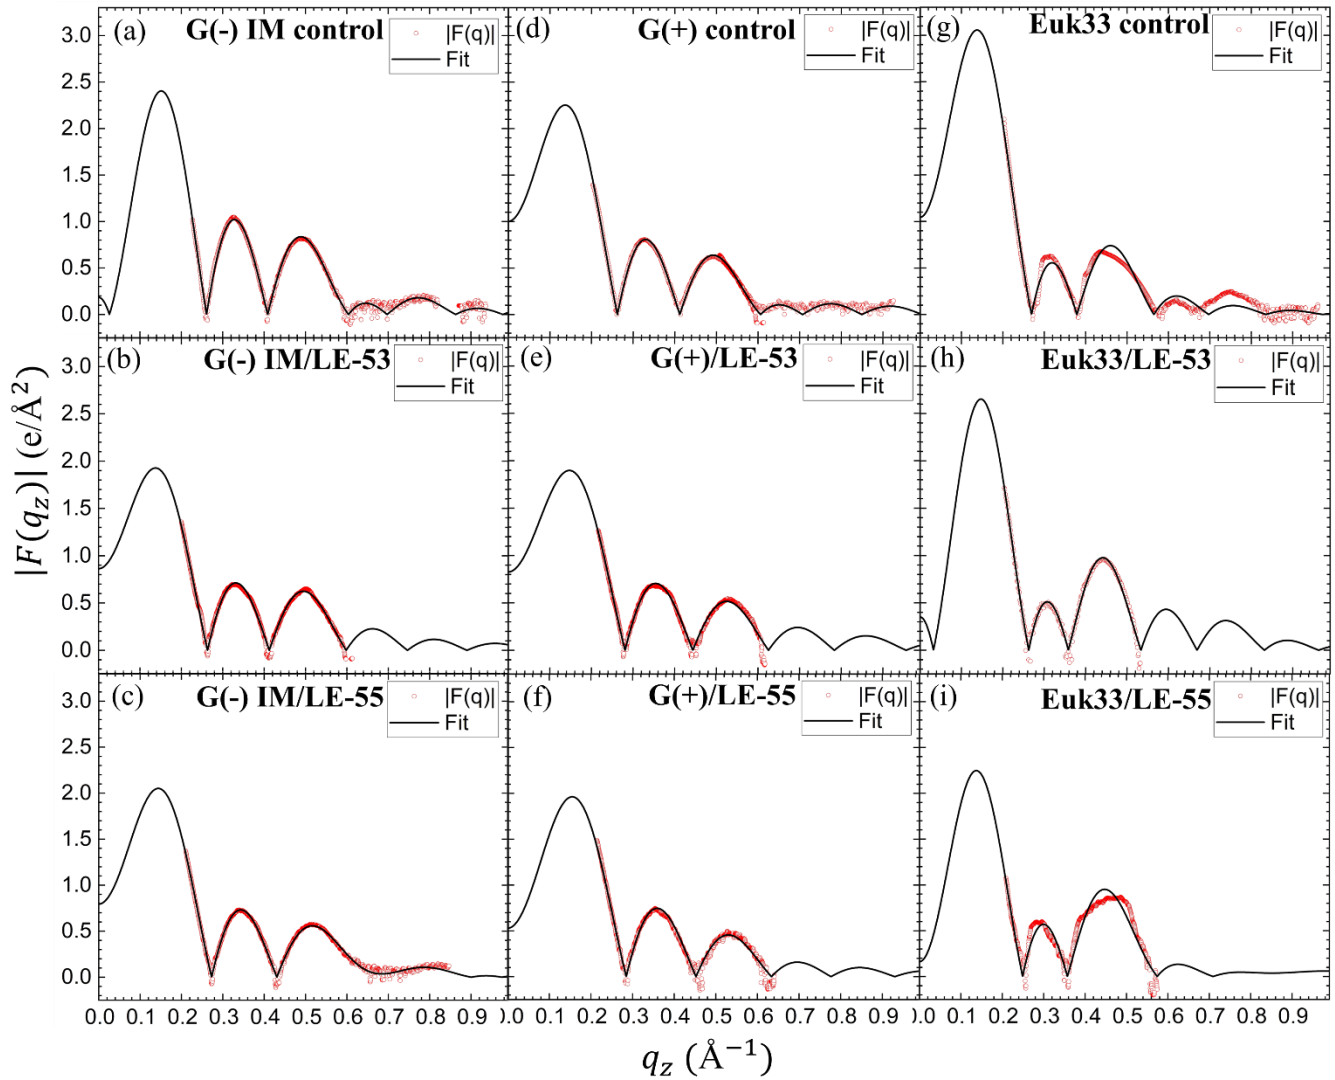 (a) G(-) IM control
|F(q)|
Fit
(d) G(+) control
|F(q)|
Fit
(g) Euk33 control
|F(q)|
Fit
3.0
2.5
2.0
1.5
1.0
0.5
0.0
(b) G(-) IM/LE-53
|F(q)|
Fit
(e) G(+)/LE-53
|F(q)|
Fit
(h) Euk33/LE-53
|F(q)|
Fit
3.0
2.5
2.0
1.5
1.0
0.5
0.0
|F(q_z)| (e/Å²)
(c) G(-) IM/LE-55
|F(q)|
Fit
(f) G(+)/LE-55
|F(q)|
Fit
(i) Euk33/LE-55
|F(q)|
Fit
3.0
2.5
2.0
1.5
1.0
0.5
0.0
0.0 0.1 0.2 0.3 0.4 0.5 0.6 0.7 0.8 0.9 0.0 0.1 0.2 0.3 0.4 0.5 0.6 0.7 0.8 0.9 0.0 0.1 0.2 0.3 0.4 0.5 0.6 0.7 0.8 0.9
q_z (Å⁻¹)